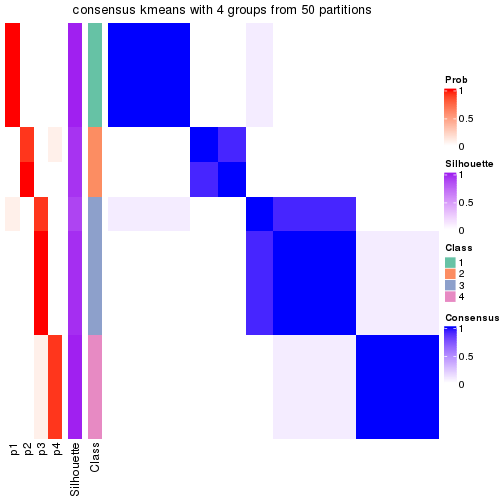 consensus kmeans with 4 groups from 50 partitions
Prob
1
0.5
0
Silhouette
1
0.5
0
Class
1
2
3
4
Consensus
1
0.5
0
p1
p2
p3
p4
Silhouette
Class